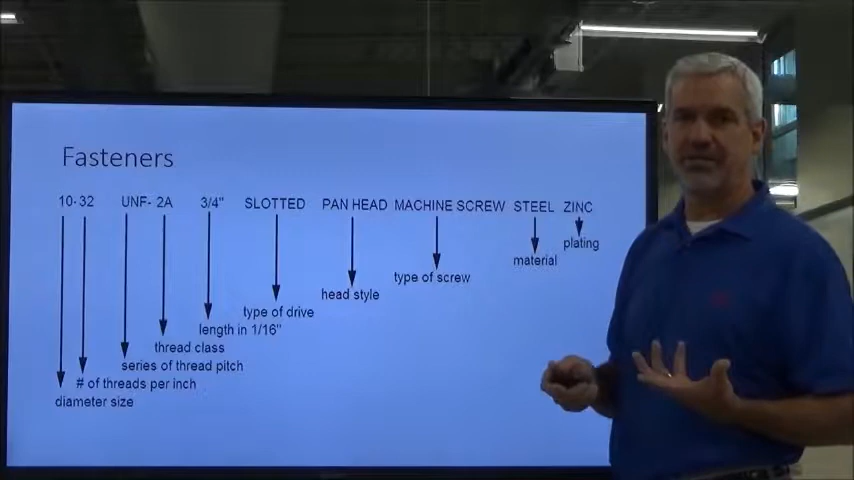 Fasteners
10-32 UNF- 2A 3/4" SLOTTED PAN HEAD MACHINE SCREW STEEL ZINC
plating
material
type of screw
head style
type of drive
length in 1/16"
thread class
series of thread pitch
# of threads per inch
diameter size